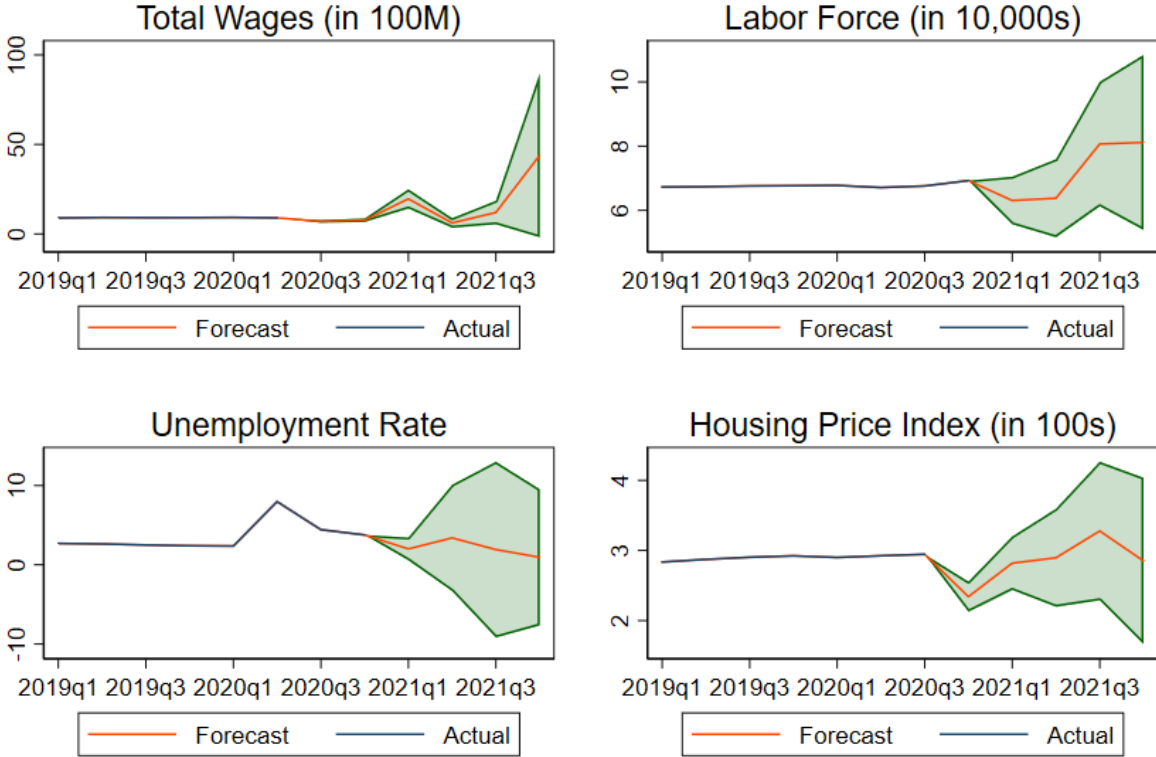 Total Wages (in 100M)
100
50
0
2019q1 2019q3 2020q1 2020q3 2021q1 2021q3
Forecast Actual
Labor Force (in 10,000s)
10
8
6
2019q1 2019q3 2020q1 2020q3 2021q1 2021q3
Forecast Actual
Unemployment Rate
10
0
-10
2019q1 2019q3 2020q1 2020q3 2021q1 2021q3
Forecast Actual
Housing Price Index (in 100s)
4
3
2
2019q1 2019q3 2020q1 2020q3 2021q1 2021q3
Forecast Actual